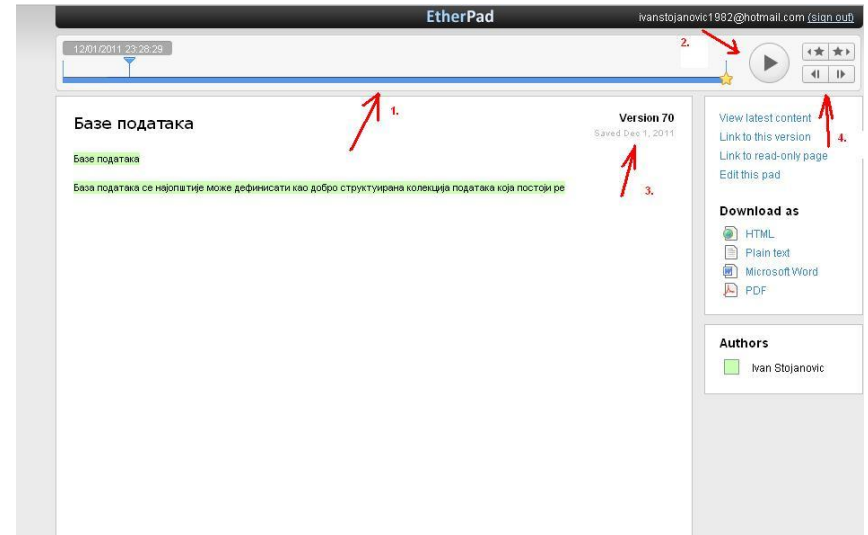 EtherPad
ivanstojanovic1982@hotmail.com (sign out)
12/01/2011 23:28:29
2.
1.
Базе података
Version 70
Saved Dec 1, 2011
Базе података
База података се најопштије може дефинисати као добро структуирана колекција података која постоји ре
3.
View latest content
4.
Link to this version
Link to read-only page
Edit this pad
Download as
HTML
Plain text
Microsoft Word
PDF
Authors
Ivan Stojanovic